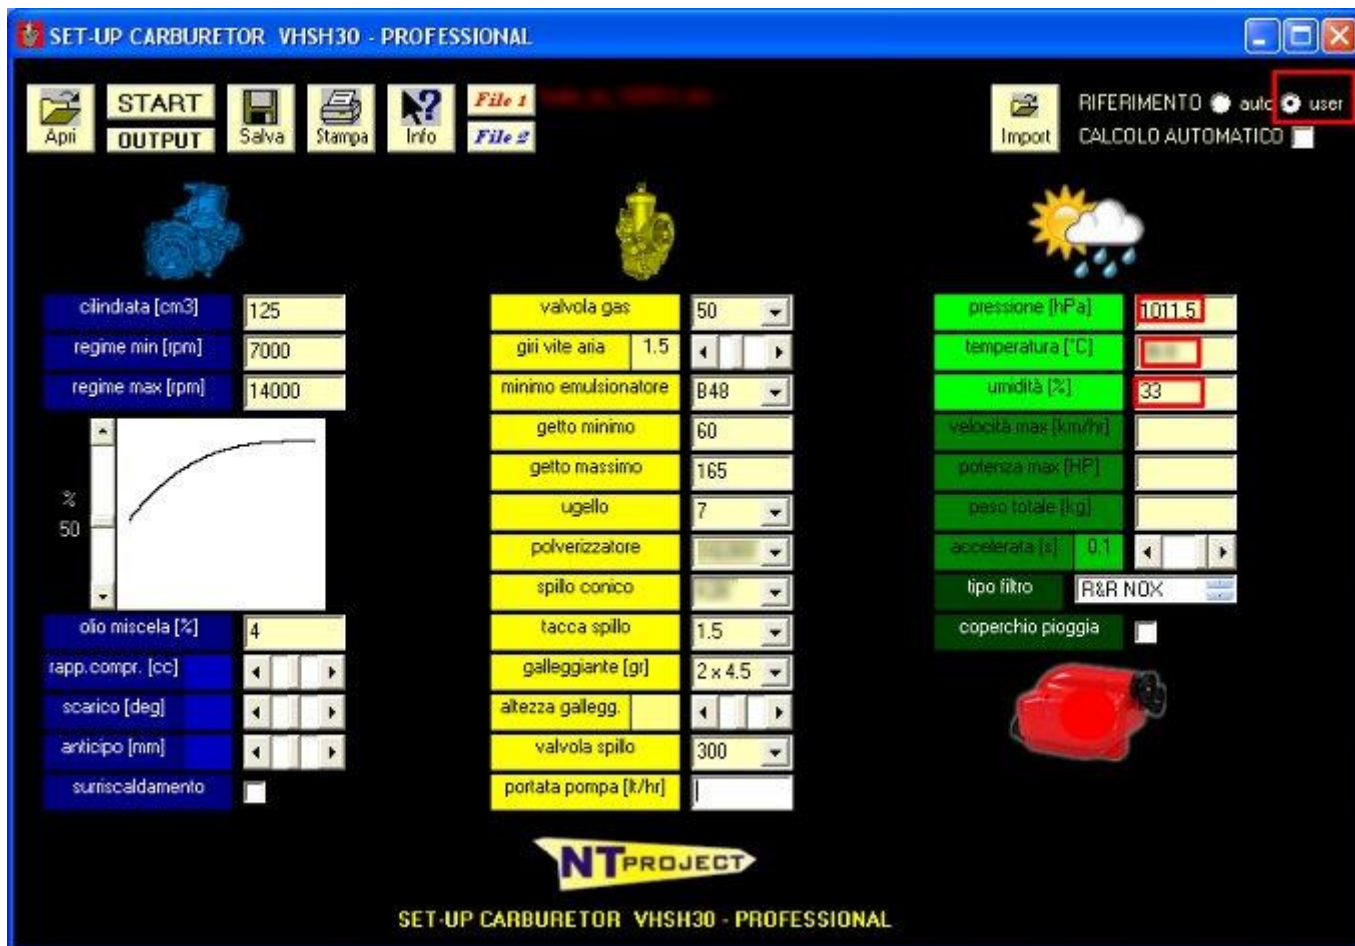 SET-UP CARBURETOR VHSH30 - PROFESSIONAL
Apri
START
OUTPUT
Salva
Stampa
Info
File 1
File 2
Import
RIFERIMENTO auto user
CALCOLO AUTOMATICO
cilindrata [cm3] 125
regime min [rpm] 7000
regime max [rpm] 14000
%
50
olio miscela [%] 4
rapp.compr. [cc]
scarico [deg]
anticipo [mm]
surriscaldamento
valvola gas 50
giri vite aria 1.5
minimo emulsionatore B48
getto minimo 60
getto massimo 165
ugello 7
polverizzatore
spillo conico
tacca spillo 1.5
galleggiante [gr] 2 x 4.5
altezza gallegg.
valvola spillo 300
portata pompa [lt/hr]
pressione [hPa] 1011.5
temperatura [°C]
umidità [%] 33
velocità max [km/hr]
potenza max [HP]
peso totale [kg]
accelerata [s] 0.1
tipo filtro R&R NOX
coperchio pioggia
NT PROJECT
SET-UP CARBURETOR VHSH30 - PROFESSIONAL